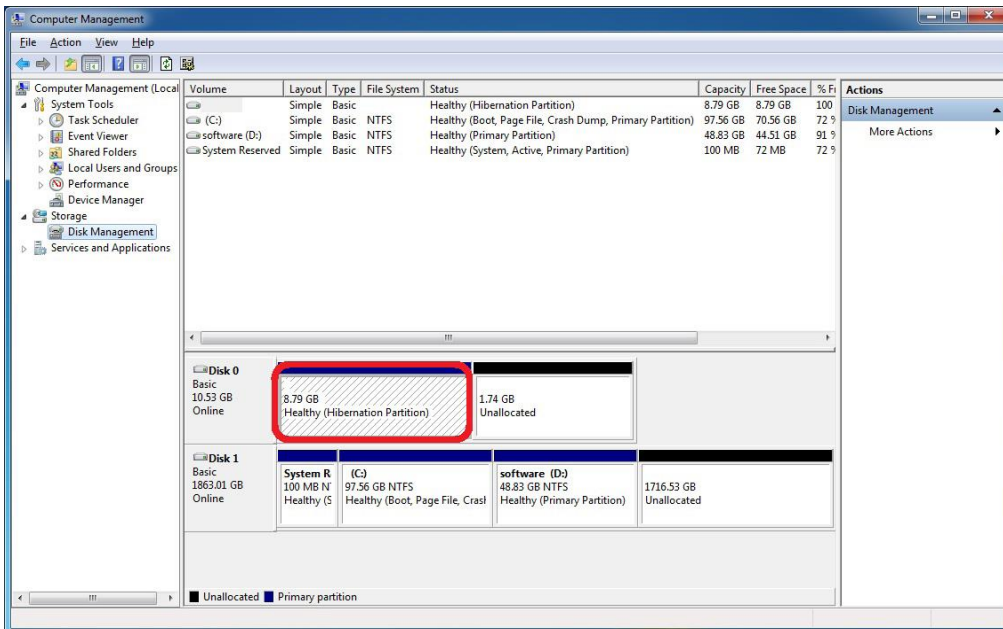 Computer Management
File Action View Help
Computer Management (Local
System Tools
Task Scheduler
Event Viewer
Shared Folders
Local Users and Groups
Performance
Device Manager
Storage
Disk Management
Services and Applications
Volume Layout Type File System Status Capacity Free Space % Fr
Simple Basic Healthy (Hibernation Partition) 8.79 GB 8.79 GB 100
(C:) Simple Basic NTFS Healthy (Boot, Page File, Crash Dump, Primary Partition) 97.56 GB 70.56 GB 72 %
software (D:) Simple Basic NTFS Healthy (Primary Partition) 48.83 GB 44.51 GB 91 %
System Reserved Simple Basic NTFS Healthy (System, Active, Primary Partition) 100 MB 72 MB 72 %
Actions
Disk Management
More Actions
Disk 0
Basic
10.53 GB
Online
8.79 GB
Healthy (Hibernation Partition)
1.74 GB
Unallocated
Disk 1
Basic
1863.01 GB
Online
System R
100 MB N
Healthy (S
(C:)
97.56 GB NTFS
Healthy (Boot, Page File, Crash
software (D:)
48.83 GB NTFS
Healthy (Primary Partition)
1716.53 GB
Unallocated
Unallocated Primary partition